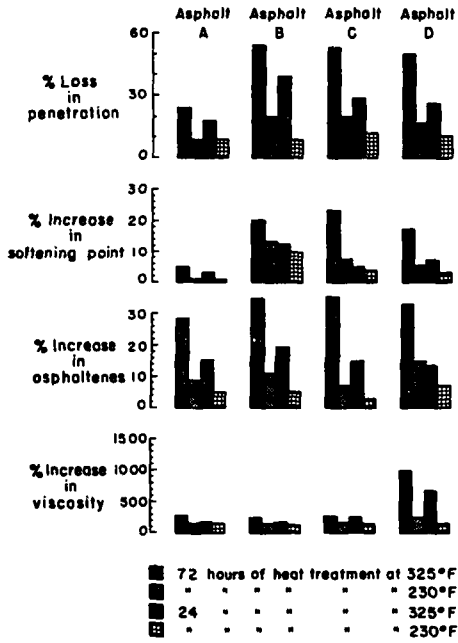 Asphalt Asphalt Asphalt Asphalt
A B C D
60
% Loss
in
penetration
30
0
30
% Increase
in
softening point
20
10
0
30
% Increase
in
asphaltenes
20
10
0
1500
% Increase
in
viscosity
1000
500
0
72 hours of heat treatment at 325°F
" " " " " " 230°F
24 " " " " " 325°F
" " " " " " 230°F